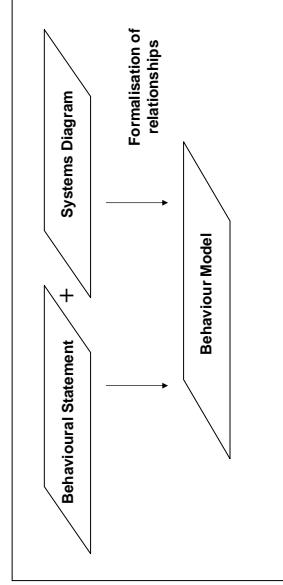 Behavioural Statement
+
Systems Diagram
Formalisation of
relationships
Behaviour Model